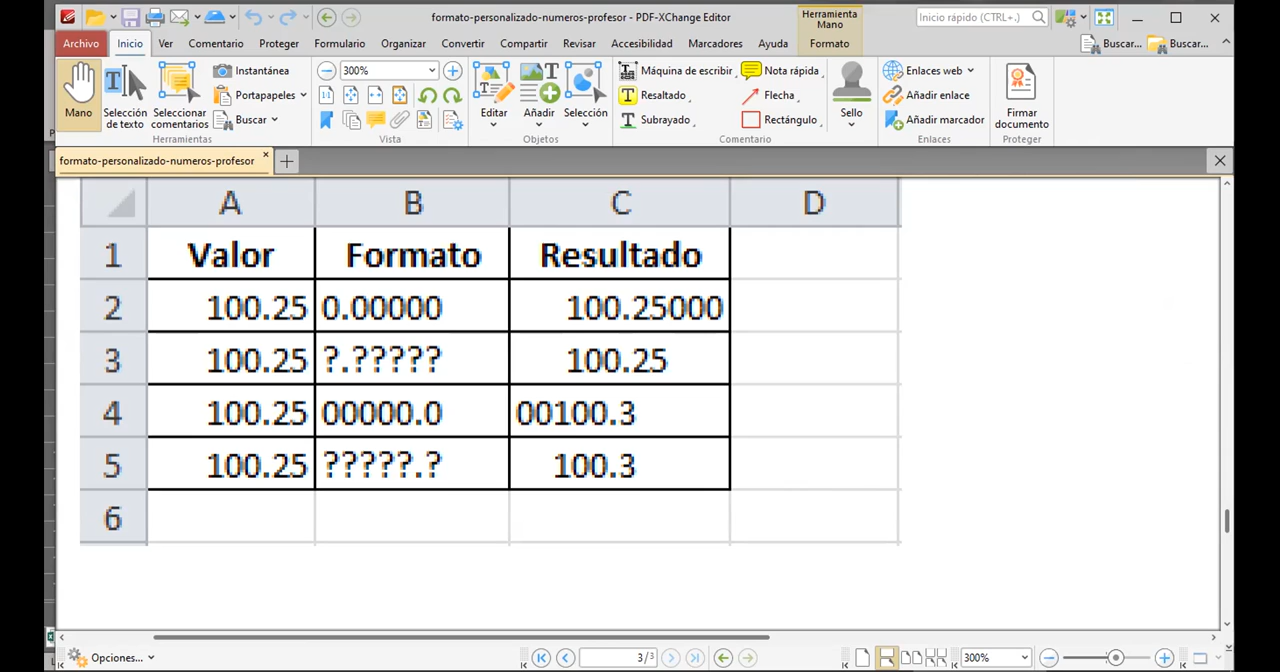 formato-personalizado-numeros-profesor - PDF-XChange Editor
Herramienta
Mano
Inicio rápido (CTRL+.)
Archivo Inicio Ver Comentario Proteger Formulario Organizar Convertir Compartir Revisar Accesibilidad Marcadores Ayuda Formato
Buscar... Buscar...
Mano
Selección
de texto
Seleccionar
comentarios
Instantánea
Portapapeles
Buscar
Herramientas
300%
Vista
Editar
Añadir
Selección
Objetos
Máquina de escribir
Resaltado
Subrayado
Nota rápida
Flecha
Rectángulo
Sello
Comentario
Enlaces web
Añadir enlace
Añadir marcador
Enlaces
Firmar
documento
Proteger
formato-personalizado-numeros-profesor
A B C D
1 Valor Formato Resultado
2 100.25 0.00000 100.25000
3 100.25 ?.????? 100.25
4 100.25 00000.0 00100.3
5 100.25 ?????.? 100.3
6
Opciones...
3/3
300%